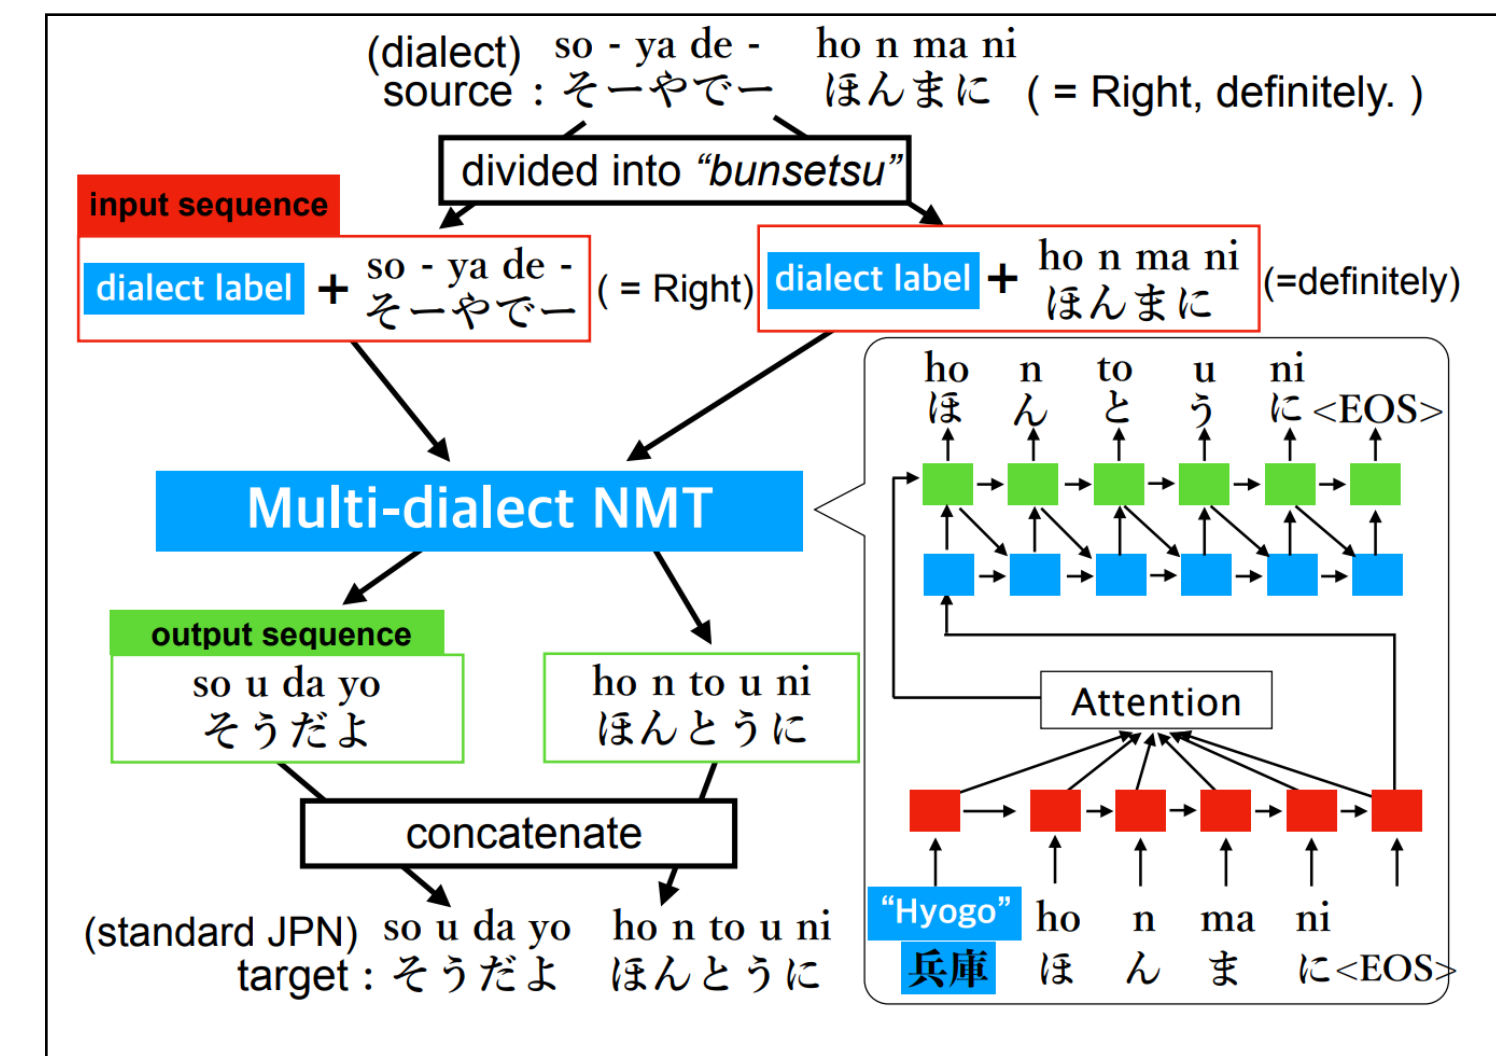 so - ya de - ho n ma ni
(dialect)
source : そーやでー ほんまに ( = Right, definitely. )
divided into “bunsetsu”
input sequence
dialect label + so - ya de -
そーやでー ( = Right)
dialect label + ho n ma ni
ほんまに (=definitely)
Multi-dialect NMT
output sequence
so u da yo
そうだよ
ho n to u ni
ほんとうに
concatenate
(standard JPN) so u da yo ho n to u ni
target : そうだよ ほんとうに
ho n to u ni
ほ ん と う に <EOS>
Attention
“Hyogo” ho n ma ni
兵庫 ほ ん ま に <EOS>